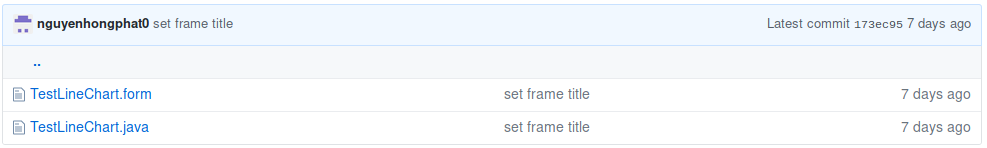 nguyenhongphat0 set frame title Latest commit 173ec95 7 days ago
..
TestLineChart.form set frame title 7 days ago
TestLineChart.java set frame title 7 days ago